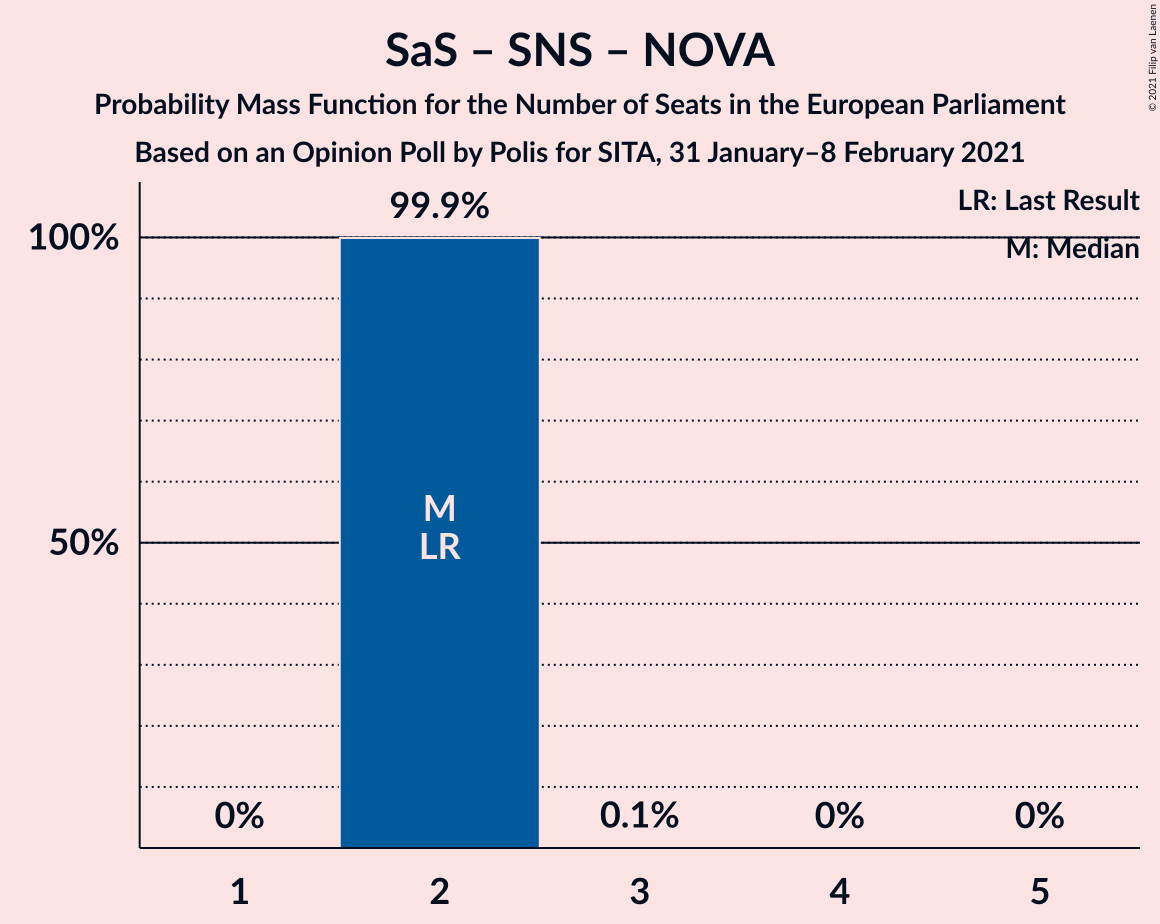 SaS – SNS – NOVA
Probability Mass Function for the Number of Seats in the European Parliament
Based on an Opinion Poll by Polis for SITA, 31 January–8 February 2021
© 2021 Filip van Laenen
LR: Last Result
M: Median
99.9%
100%
50%
M
LR
0%
0.1%
0%
0%
1
2
3
4
5